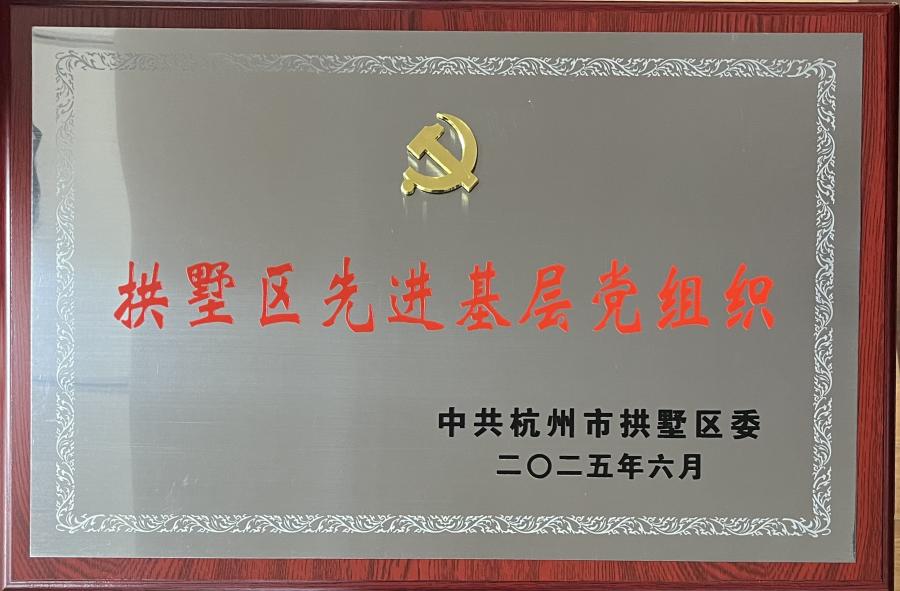 拱墅区先进基层党组织
中共杭州市拱墅区委
二〇二五年六月